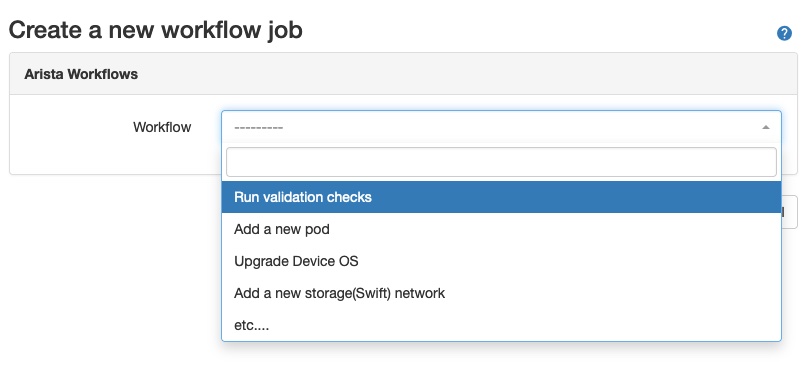 Create a new workflow job
?
Arista Workflows
Workflow
---------
Run validation checks
Add a new pod
Upgrade Device OS
Add a new storage(Swift) network
etc....